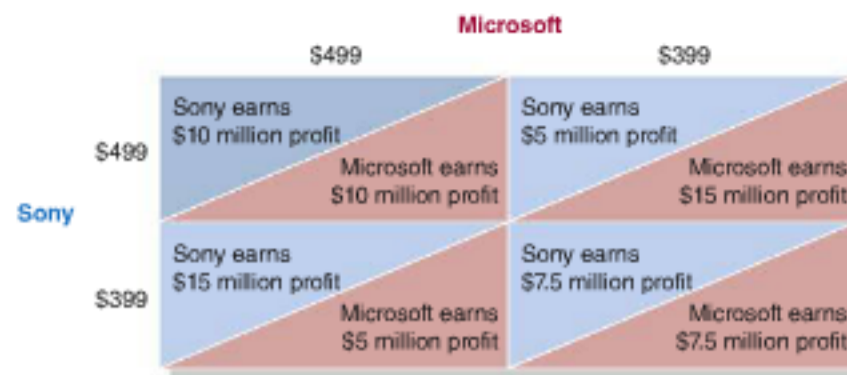 Microsoft
$499 $399
Sony earns
$10 million profit
Microsoft earns
$10 million profit
Sony earns
$5 million profit
Microsoft earns
$15 million profit
$499
Sony
$399
Sony earns
$15 million profit
Microsoft earns
$5 million profit
Sony earns
$7.5 million profit
Microsoft earns
$7.5 million profit